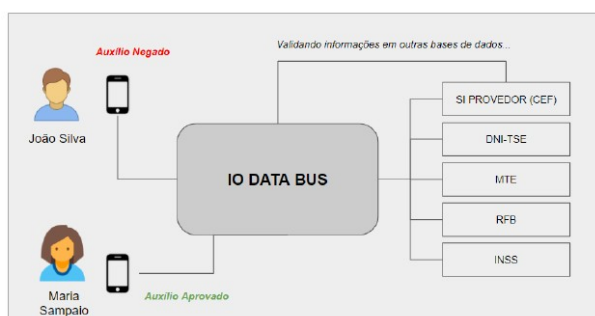 Auxílio Negado
Validando informações em outras bases de dados...
João Silva
IO DATA BUS
SI PROVEDOR (CEF)
DNI-TSE
MTE
RFB
INSS
Maria
Sampaio
Auxílio Aprovado